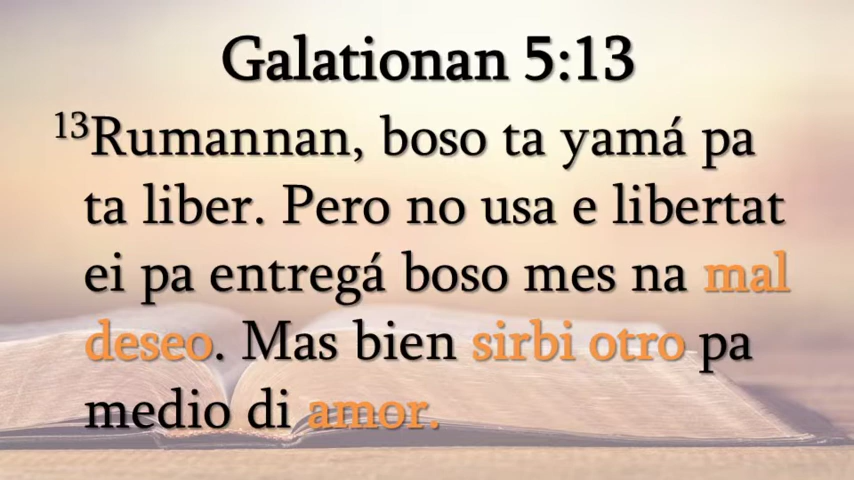 Galationan 5:13
¹³Rumannan, boso ta yamá pa
ta liber. Pero no usa e libertat
ei pa entregá boso mes na mal
deseo. Mas bien sirbi otro pa
medio di amor.